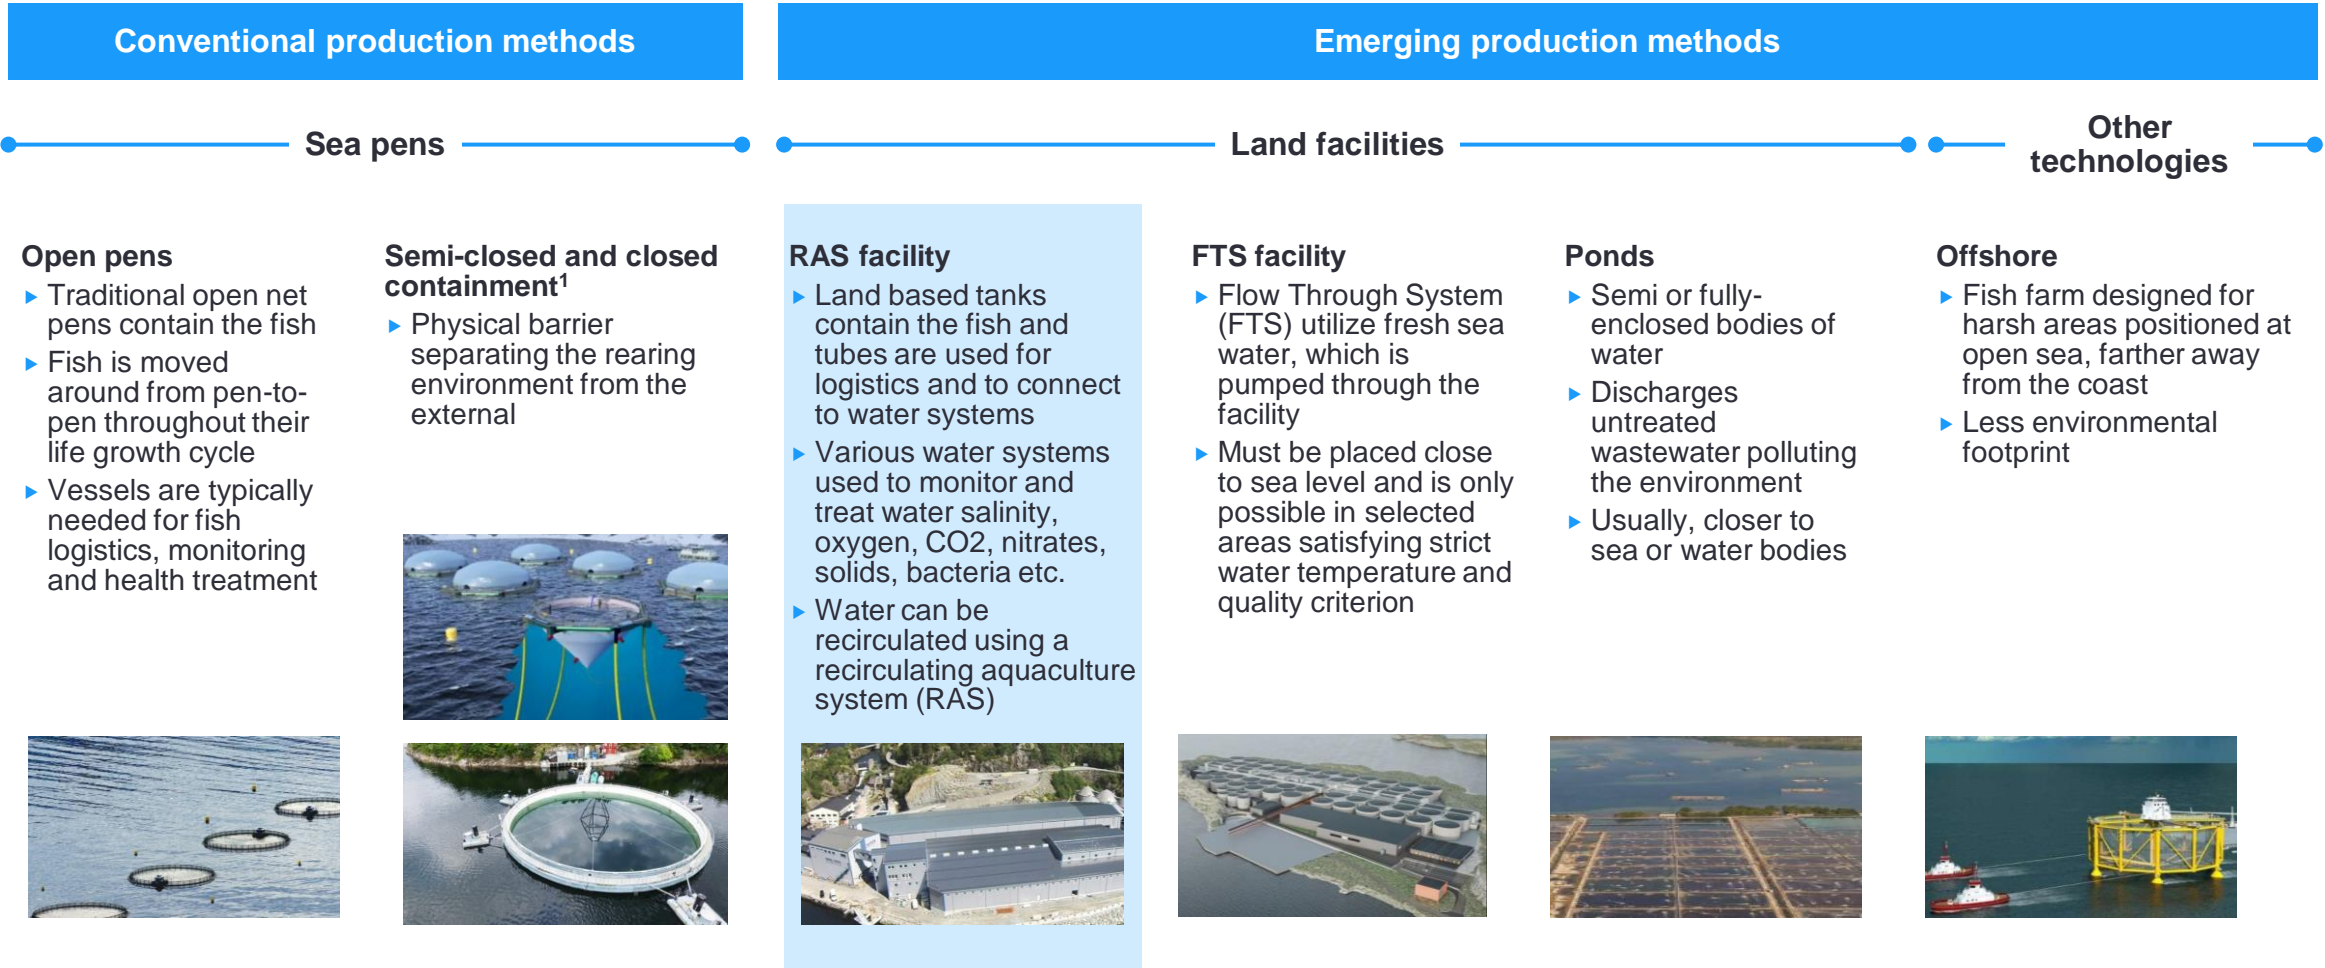 Conventional production methods
Emerging production methods
Sea pens
Land facilities
Other
technologies
Open pens
Traditional open net
pens contain the fish
Fish is moved
around from pen-to-
pen throughout their
life growth cycle
Vessels are typically
needed for fish
logistics, monitoring
and health treatment
Semi-closed and closed
containment1
Physical barrier
separating the rearing
environment from the
external
RAS facility
Land based tanks
contain the fish and
tubes are used for
logistics and to connect
to water systems
Various water systems
used to monitor and
treat water salinity,
oxygen, CO2, nitrates,
solids, bacteria etc.
Water can be
recirculated using a
recirculating aquaculture
system (RAS)
FTS facility
Flow Through System
(FTS) utilize fresh sea
water, which is
pumped through the
facility
Must be placed close
to sea level and is only
possible in selected
areas satisfying strict
water temperature and
quality criterion
Ponds
Semi or fully-
enclosed bodies of
water
Discharges
untreated
wastewater polluting
the environment
Usually, closer to
sea or water bodies
Offshore
Fish farm designed for
harsh areas positioned at
open sea, farther away
from the coast
Less environmental
footprint